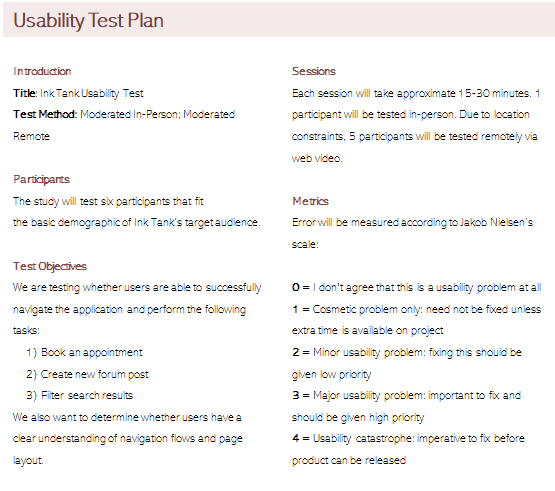 Usability Test Plan
Introduction
Title: Ink Tank Usability Test
Test Method: Moderated In-Person; Moderated
Remote
Participants
The study will test six participants that fit
the basic demographic of Ink Tank's target audience.
Test Objectives
We are testing whether users are able to successfully
navigate the application and perform the following
tasks:
1) Book an appointment
2) Create new forum post
3) Filter search results
We also want to determine whether users have a
clear understanding of navigation flows and page
layout.
Sessions
Each session will take approximate 15-30 minutes. 1
participant will be tested in-person. Due to location
constraints, 5 participants will be tested remotely via
web video.
Metrics
Error will be measured according to Jakob Nielsen's
scale:
0 = I don't agree that this is a usability problem at all
1 = Cosmetic problem only: need not be fixed unless
extra time is available on project
2 = Minor usability problem: fixing this should be
given low priority
3 = Major usability problem: important to fix and
should be given high priority
4 = Usability catastrophe: imperative to fix before
product can be released